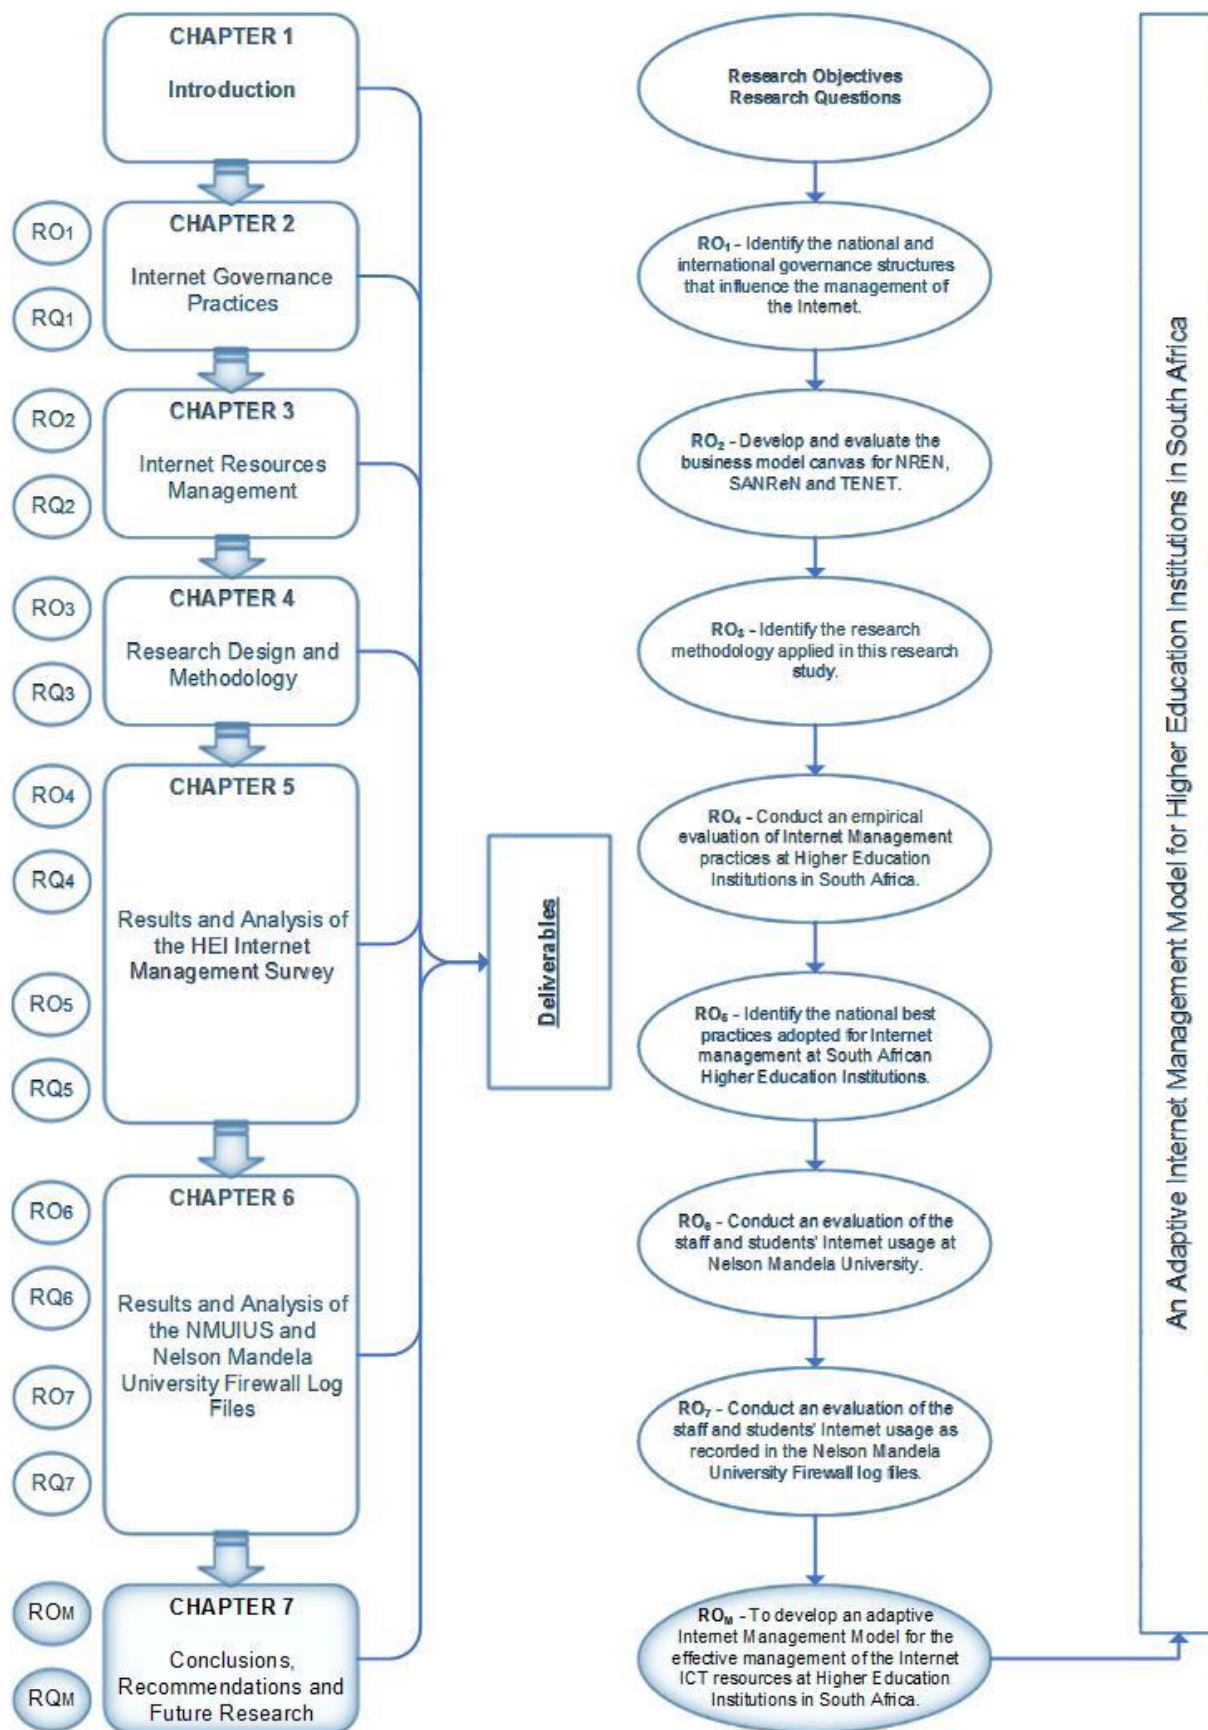 CHAPTER 1
Introduction
RO1
RQ1
CHAPTER 2
Internet Governance
Practices
RO2
RQ2
CHAPTER 3
Internet Resources
Management
RO3
RQ3
CHAPTER 4
Research Design and
Methodology
RO4
RQ4
RO5
RQ5
CHAPTER 5
Results and Analysis of
the HEI Internet
Management Survey
RO6
RQ6
RO7
RQ7
CHAPTER 6
Results and Analysis of
the NMUIUS and
Nelson Mandela
University Firewall Log
Files
ROM
RQM
CHAPTER 7
Conclusions,
Recommendations and
Future Research
Deliverables
Research Objectives
Research Questions
RO1 - Identify the national and
international governance structures
that influence the management of
the Internet.
RO2 - Develop and evaluate the
business model canvas for NREN,
SANReN and TENET.
RO3 - Identify the research
methodology applied in this research
study.
RO4 - Conduct an empirical
evaluation of Internet Management
practices at Higher Education
Institutions in South Africa.
RO5 - Identify the national best
practices adopted for Internet
management at South African
Higher Education Institutions.
RO6 - Conduct an evaluation of the
staff and students' Internet usage at
Nelson Mandela University.
RO7 - Conduct an evaluation of the
staff and students' Internet usage as
recorded in the Nelson Mandela
University Firewall log files.
ROM - To develop an adaptive
Internet Management Model for the
effective management of the Internet
ICT resources at Higher Education
Institutions in South Africa.
An Adaptive Internet Management Model for Higher Education Institutions in South Africa